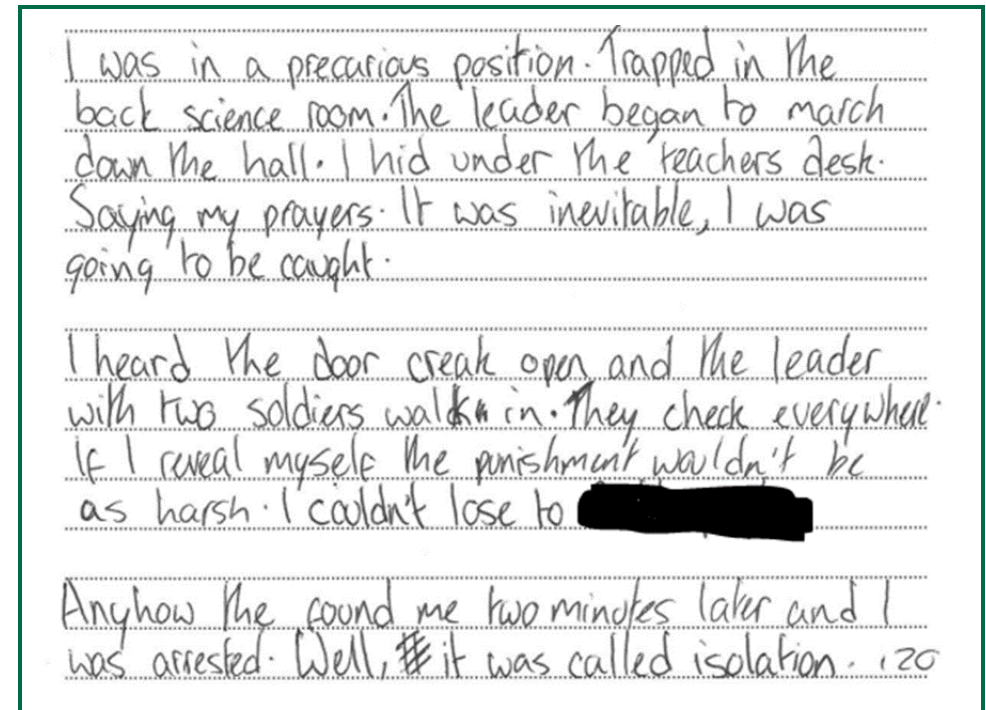 I was in a precarious position. Trapped in the
back science room. The leader began to march
down the hall. I hid under the teachers desk.
Saying my prayers. It was inevitable, I was
going to be caught.
I heard the door creak open and the leader
with two soldiers walk in. They check everywhere.
If I reveal myself the punishment wouldn't be
as harsh. I couldn't lose to
Anyhow the found me two minutes later and I
was arrested. Well, it was called isolation. 120